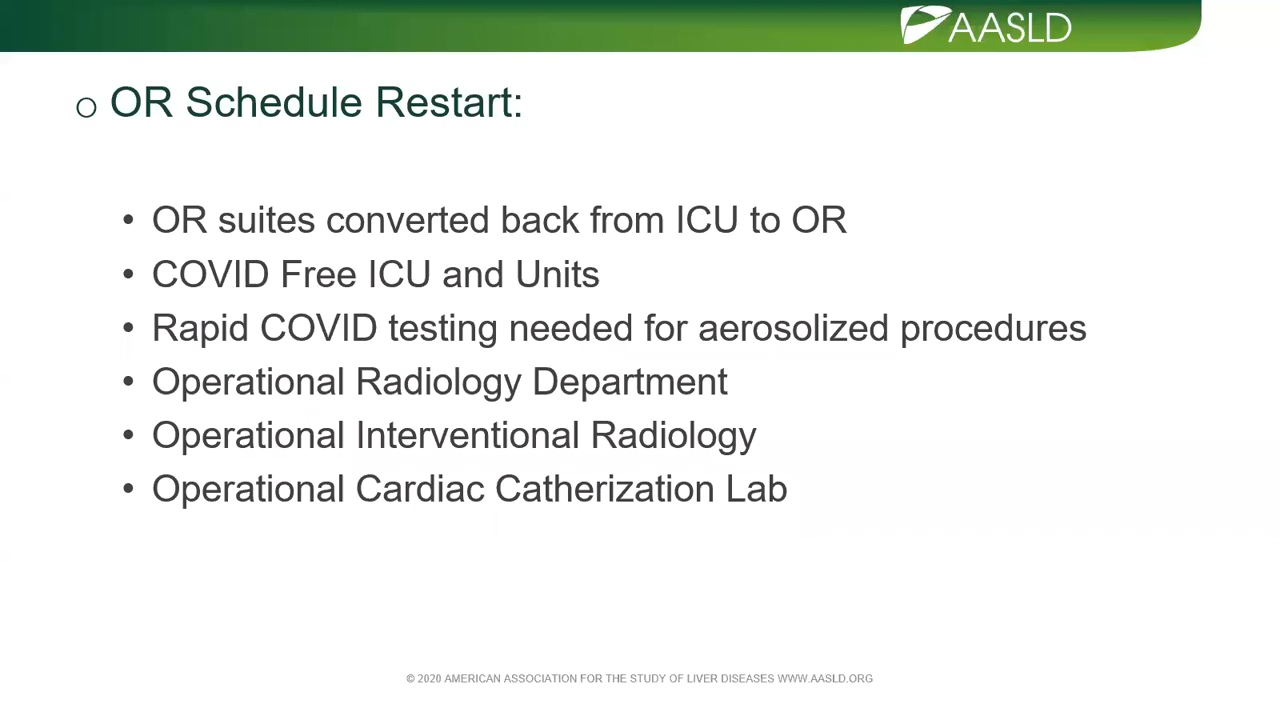 AASLD
o OR Schedule Restart:
• OR suites converted back from ICU to OR
• COVID Free ICU and Units
• Rapid COVID testing needed for aerosolized procedures
• Operational Radiology Department
• Operational Interventional Radiology
• Operational Cardiac Catherization Lab
© 2020 AMERICAN ASSOCIATION FOR THE STUDY OF LIVER DISEASES WWW.AASLD.ORG